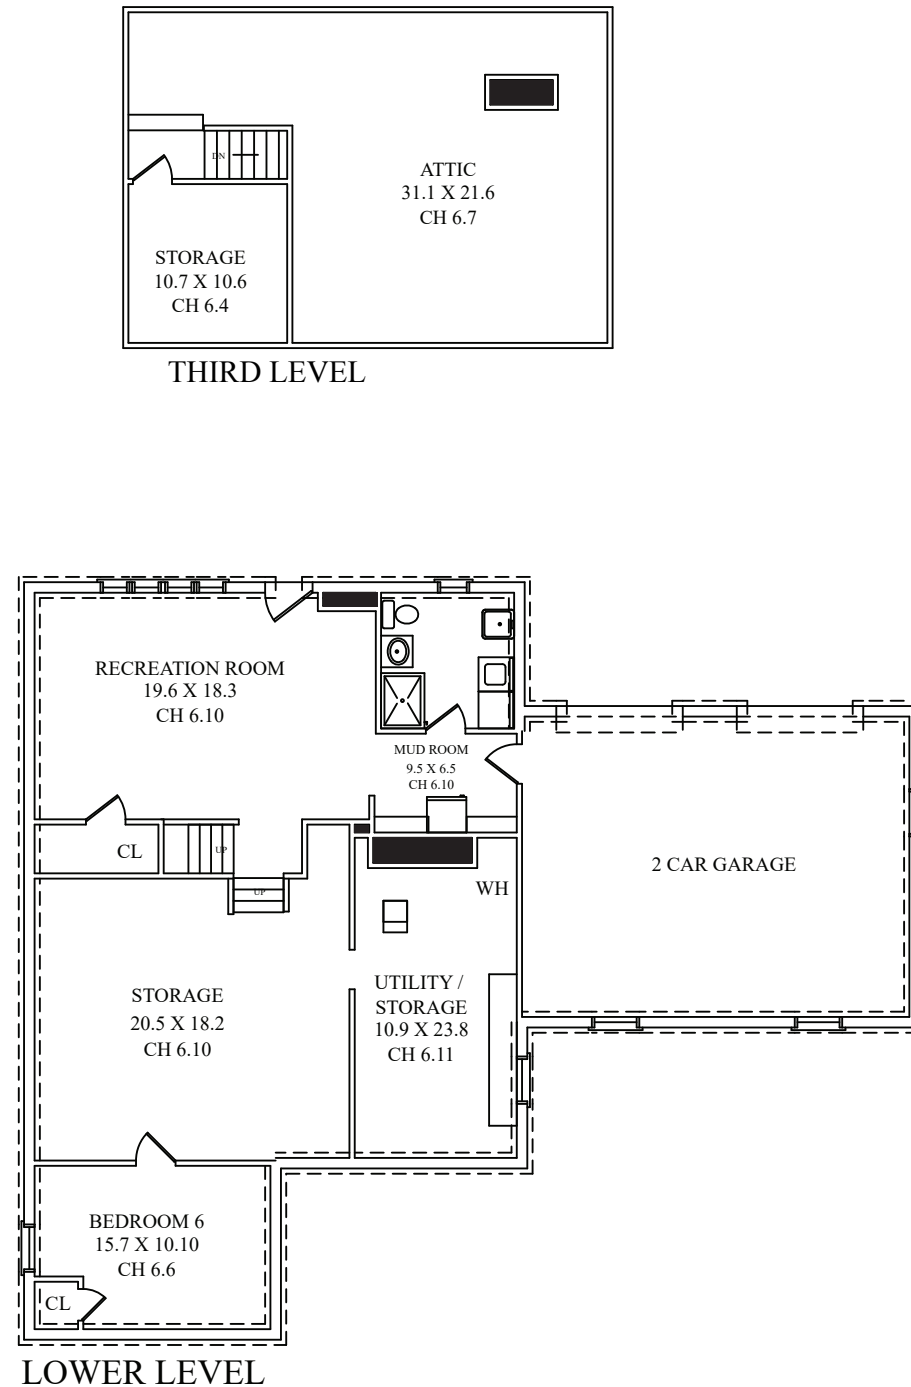 DN
ATTIC
31.1 X 21.6
CH 6.7
STORAGE
10.7 X 10.6
CH 6.4
THIRD LEVEL
RECREATION ROOM
19.6 X 18.3
CH 6.10
MUD ROOM
9.5 X 6.5
CH 6.10
CL
UP
UP
WH
2 CAR GARAGE
STORAGE
20.5 X 18.2
CH 6.10
UTILITY /
STORAGE
10.9 X 23.8
CH 6.11
BEDROOM 6
15.7 X 10.10
CH 6.6
CL
LOWER LEVEL